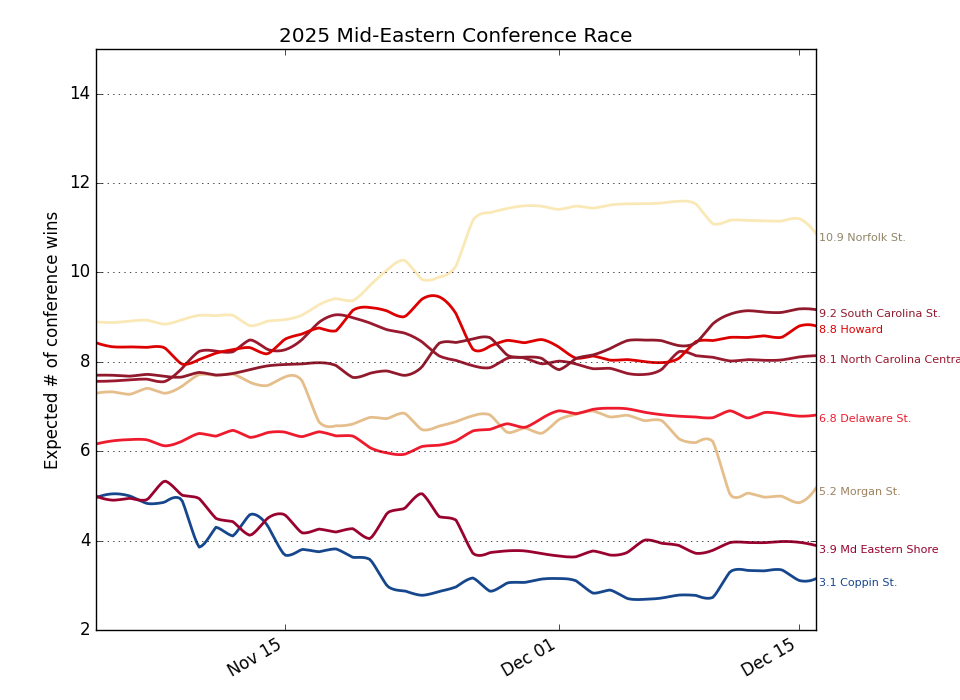 2025 Mid-Eastern Conference Race
Expected # of conference wins
14
12
10
8
6
4
2
Nov 15
Dec 01
Dec 15
10.9 Norfolk St.
9.2 South Carolina St.
8.8 Howard
8.1 North Carolina Centra
6.8 Delaware St.
5.2 Morgan St.
3.9 Md Eastern Shore
3.1 Coppin St.